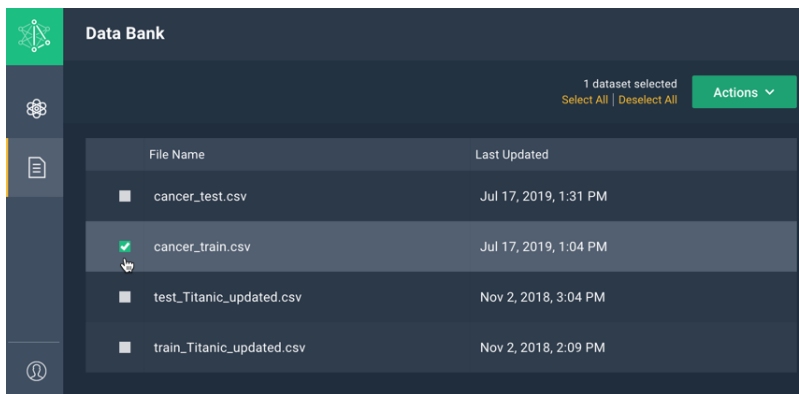 Data Bank
1 dataset selected
Select All | Deselect All
Actions
File Name Last Updated
cancer_test.csv Jul 17, 2019, 1:31 PM
cancer_train.csv Jul 17, 2019, 1:04 PM
test_Titanic_updated.csv Nov 2, 2018, 3:04 PM
train_Titanic_updated.csv Nov 2, 2018, 2:09 PM